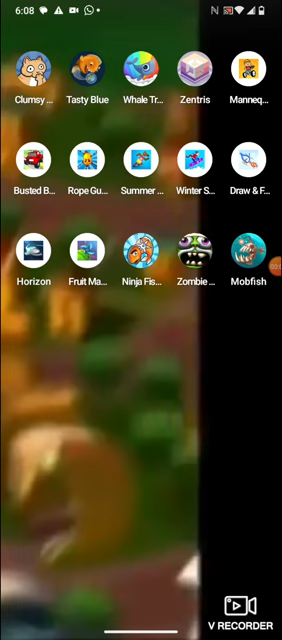 6:08
Clumsy ... Tasty Blue Whale Tr... Zentris Manneq...
Busted B... Rope Gu... Summer ... Winter S... Draw & F...
Horizon Fruit Ma... Ninja Fis... Zombie ... Mobfish
V RECORDER